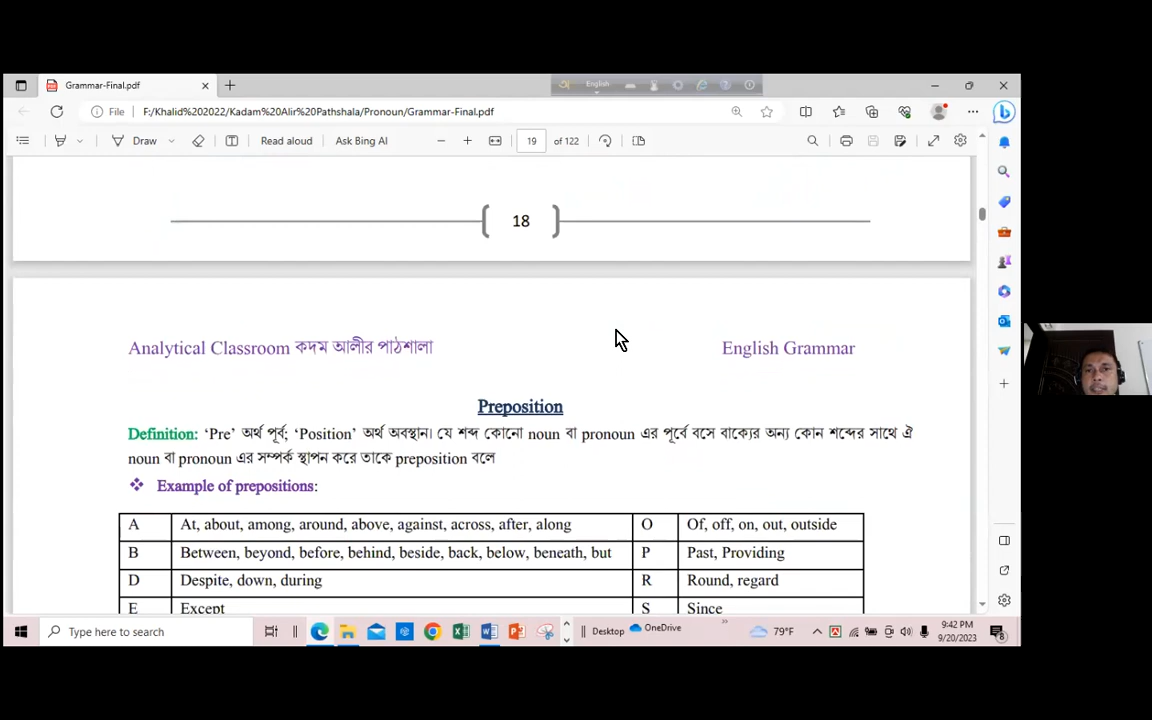 Grammar-Final.pdf
English
File F:/Khalid%202022/Kadam%20Alir%20Pathshala/Pronoun/Grammar-Final.pdf
Draw Read aloud Ask Bing AI 19 of 122
18
Analytical Classroom কদম আলীর পাঠশালা English Grammar
Preposition
Definition: ‘Pre’ অর্থ পূর্ব; ‘Position’ অর্থ অবস্থান। যে শব্দ কোনো noun বা pronoun এর পূর্বে বসে বাক্যের অন্য কোন শব্দের সাথে ঐ
noun বা pronoun এর সম্পর্ক স্থাপন করে তাকে preposition বলে
❖ Example of prepositions:
A At, about, among, around, above, against, across, after, along O Of, off, on, out, outside
B Between, beyond, before, behind, beside, back, below, beneath, but P Past, Providing
D Despite, down, during R Round, regard
E Except S Since
Type here to search Desktop OneDrive 79°F 9:42 PM
9/20/2023 8